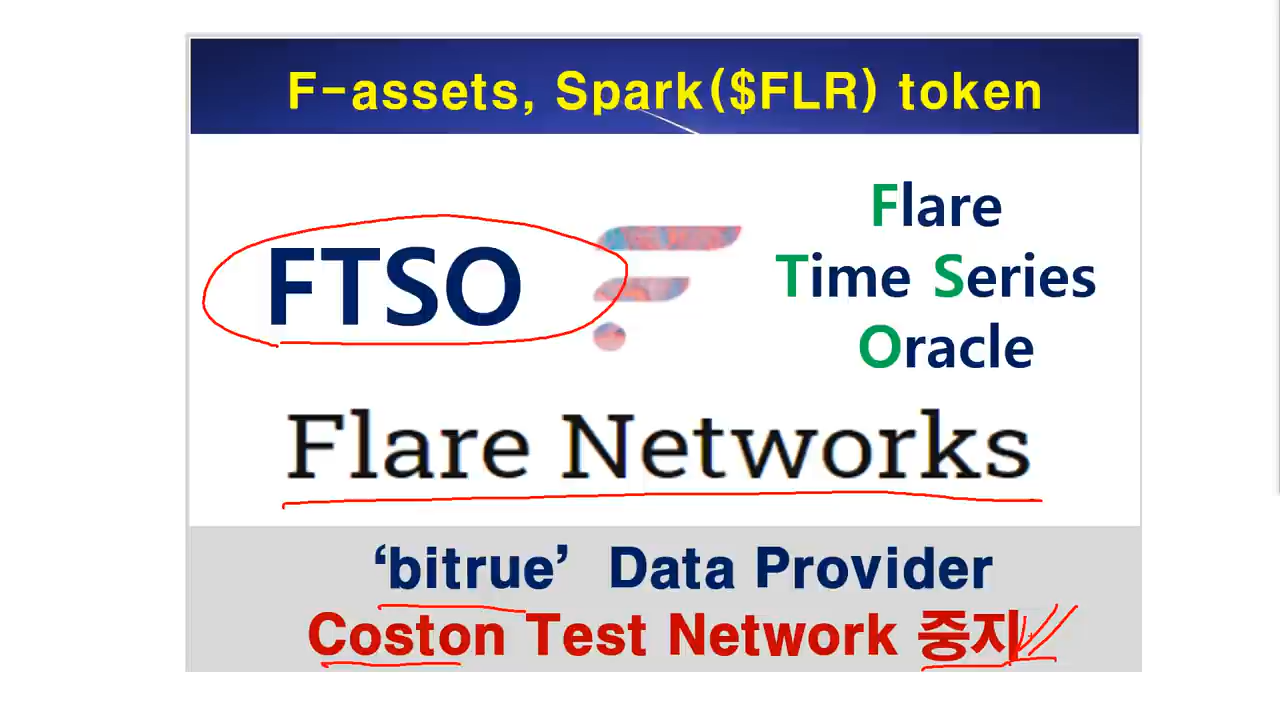 F-assets, Spark($FLR) token
FTSO
Flare
Time Series
Oracle
Flare Networks
‘bitrue’ Data Provider
Coston Test Network 중지